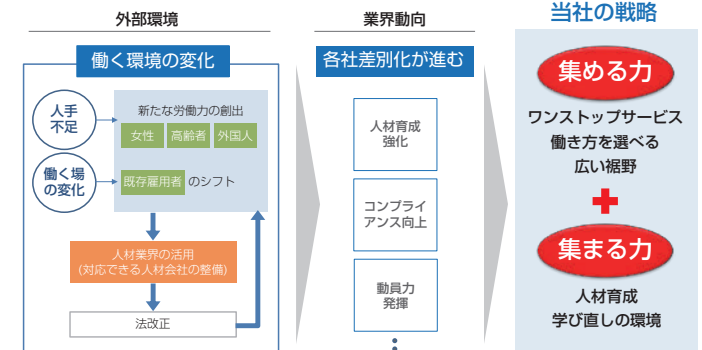 外部環境
業界動向
当社の戦略
働く環境の変化
人手
不足
新たな労働力の創出
女性
高齢者
外国人
働く場
の変化
既存雇用者 のシフト
人材業界の活用
(対応できる人材会社の整備)
法改正
各社差別化が進む
人材育成
強化
コンプライ
アンス向上
動員力
発揮
集める力
ワンストップサービス
働き方を選べる
広い裾野
集まる力
人材育成
学び直しの環境